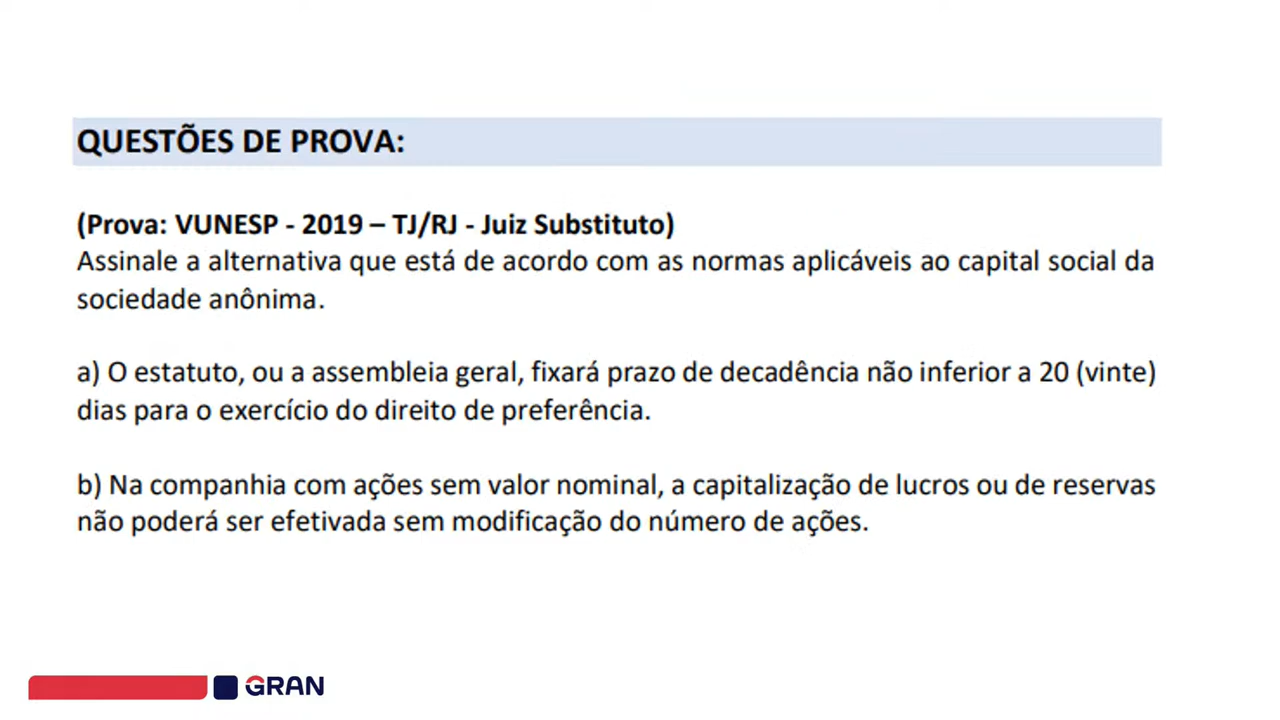 QUESTÕES DE PROVA:
(Prova: VUNESP - 2019 – TJ/RJ - Juiz Substituto)
Assinale a alternativa que está de acordo com as normas aplicáveis ao capital social da
sociedade anônima.
a) O estatuto, ou a assembleia geral, fixará prazo de decadência não inferior a 20 (vinte)
dias para o exercício do direito de preferência.
b) Na companhia com ações sem valor nominal, a capitalização de lucros ou de reservas
não poderá ser efetivada sem modificação do número de ações.
GRAN